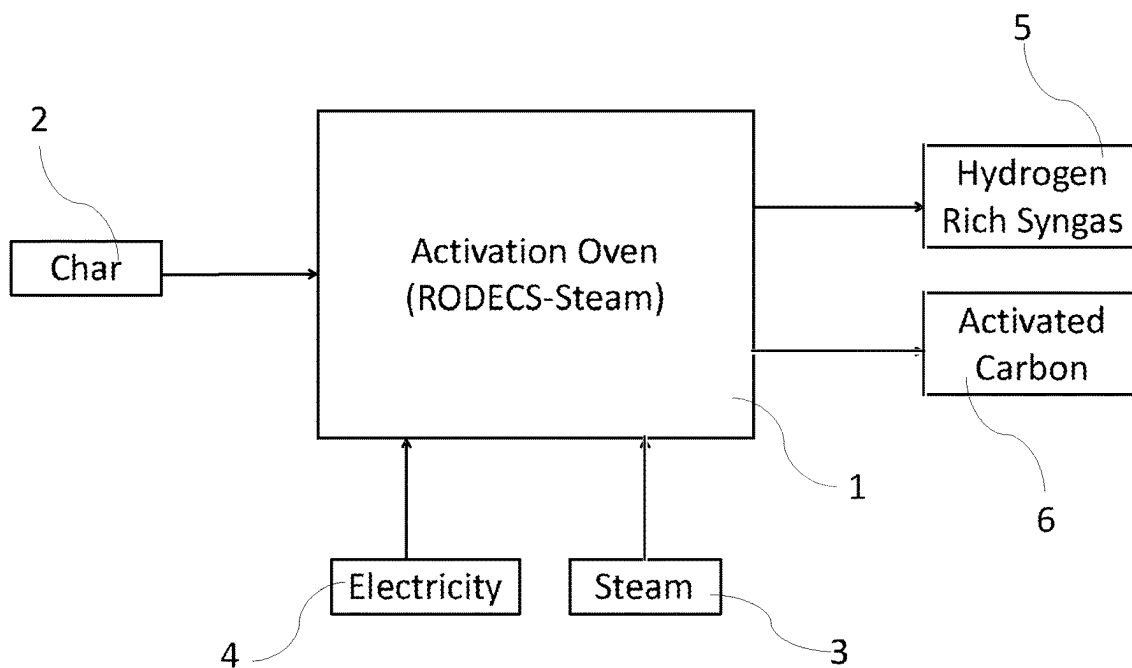 5
2
Hydrogen
Rich Syngas
Char
Activation Oven
(RODECS-Steam)
Activated
Carbon
1
6
Electricity
Steam
4
3